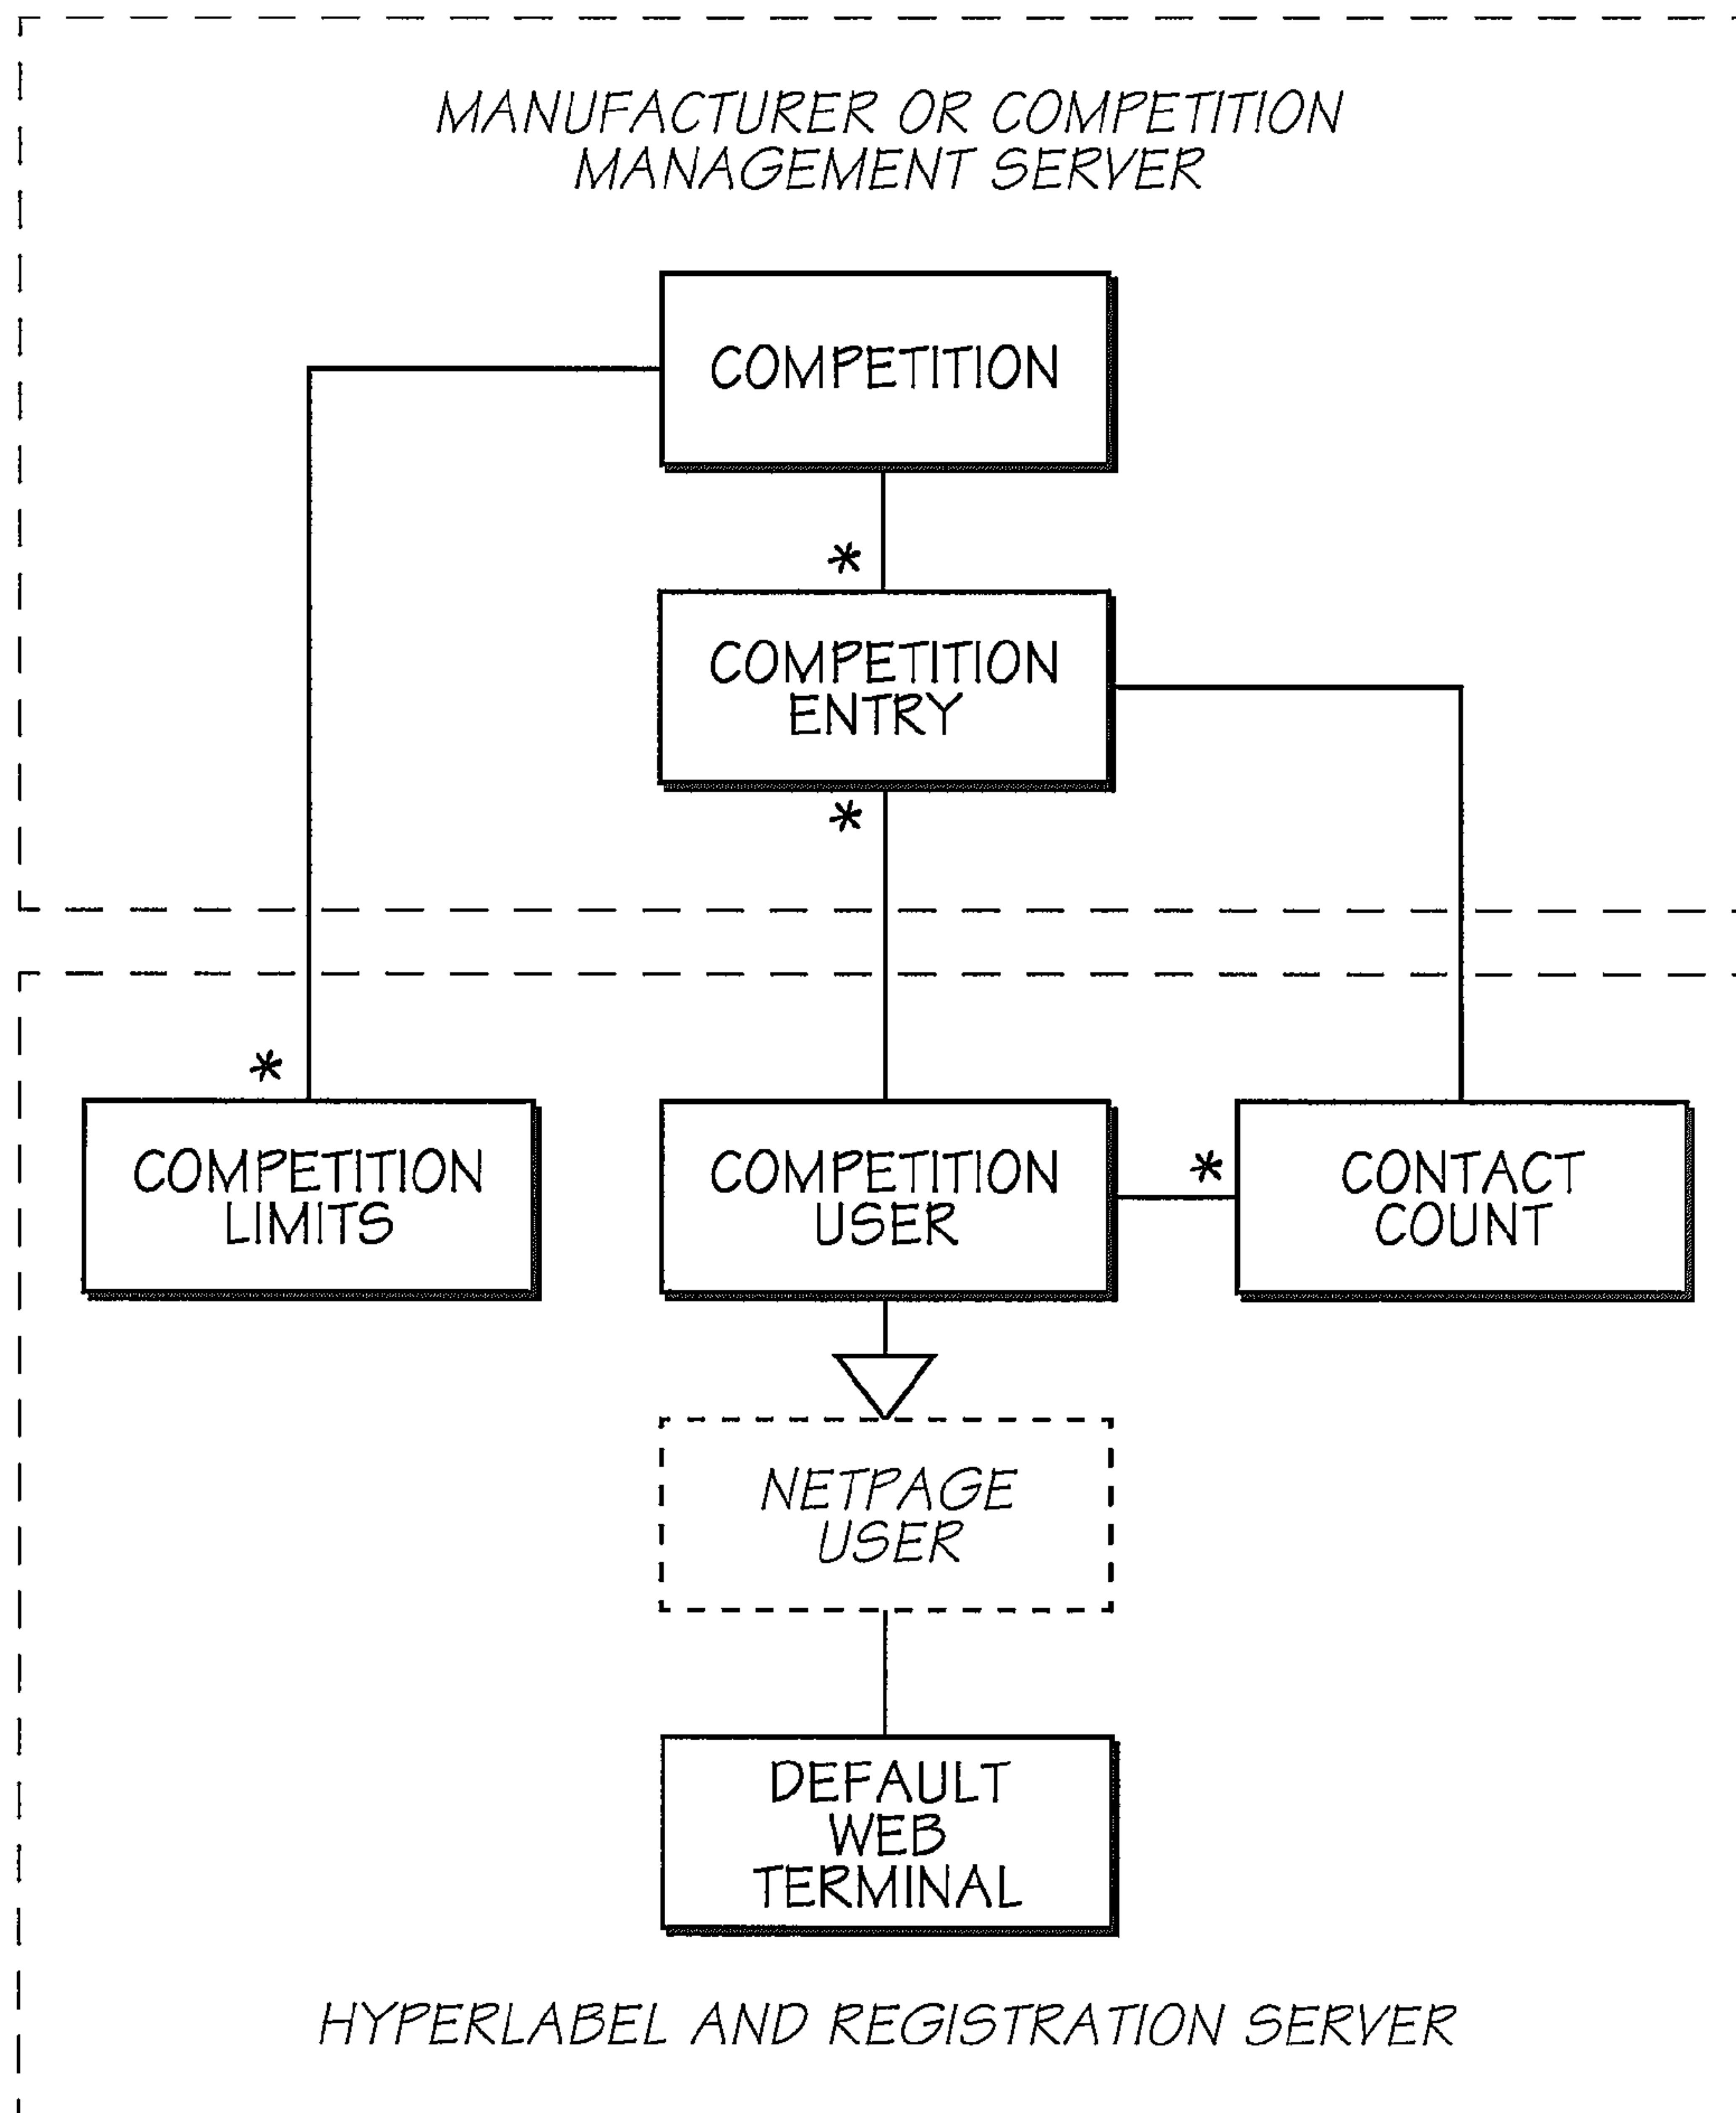 MANUFACTURER OR COMPETITION
MANAGEMENT SERVER
COMPETITION
*
COMPETITION
ENTRY
*
*
COMPETITION
LIMITS
COMPETITION
USER
*
CONTACT
COUNT
NETPAGE
USER
DEFAULT
WEB
TERMINAL
HYPERLABEL AND REGISTRATION SERVER